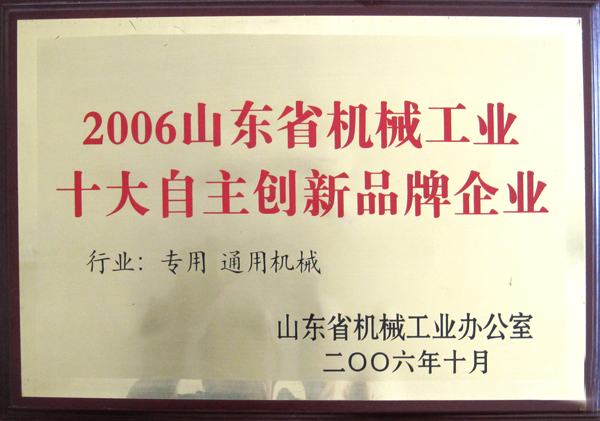 2006山东省机械工业
十大自主创新品牌企业
行业：专用 通用机械
山东省机械工业办公室
二〇〇六年十月